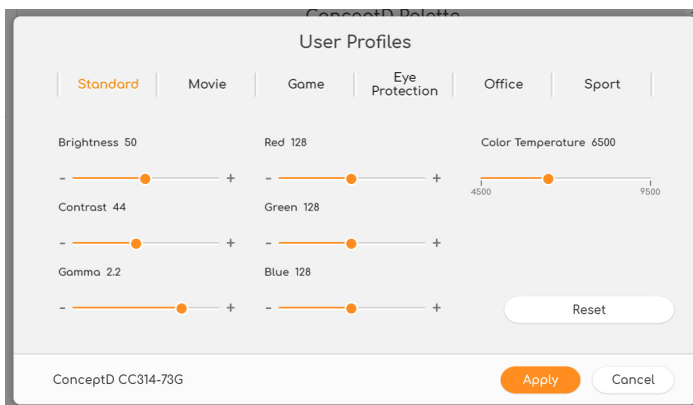 ConceptD Palette
User Profiles
Standard
Movie
Game
Eye
Protection
Office
Sport
Brightness 50
Red 128
Color Temperature 6500
- +
- +
4500 9500
Contrast 44
Green 128
- +
- +
Gamma 2.2
Blue 128
- +
- +
Reset
ConceptD CC314-73G
Apply
Cancel